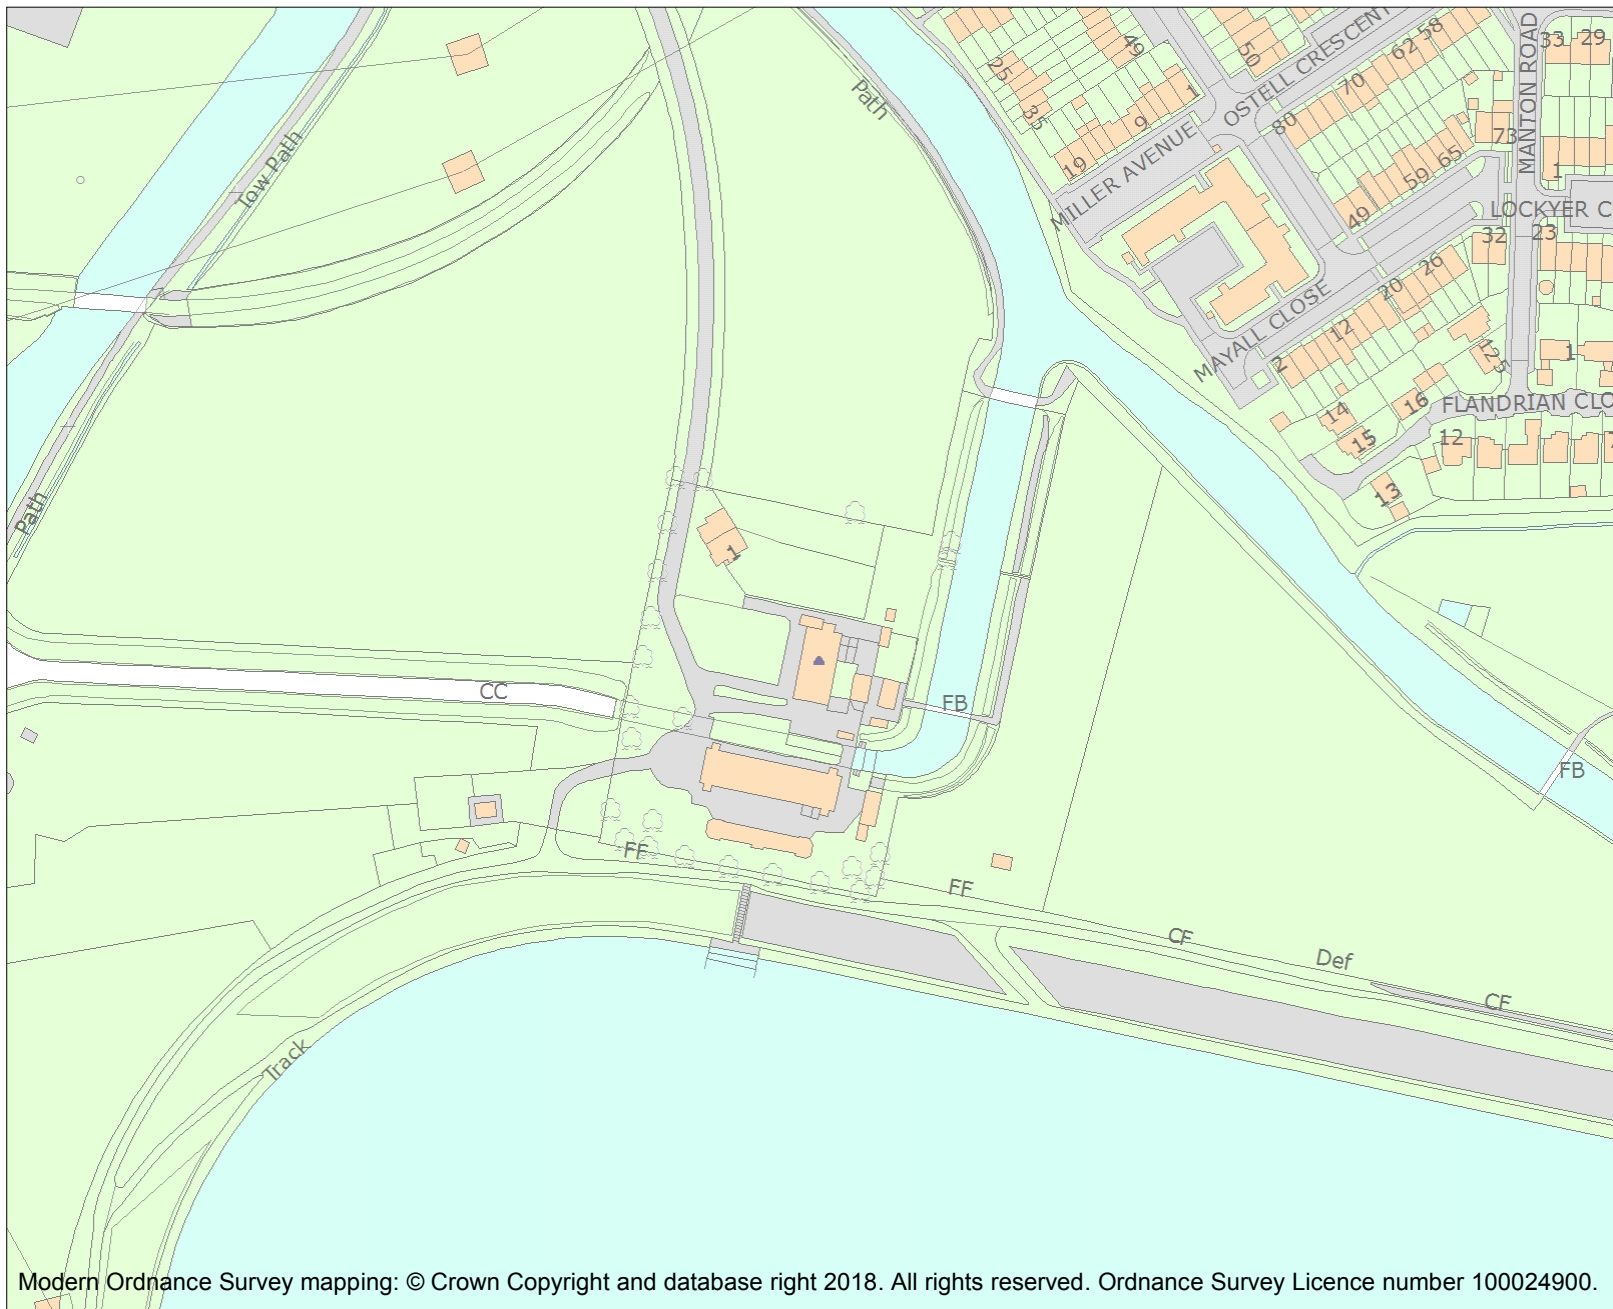 49
50
OSTELL CRESCENT
62
58
MANTON ROAD
33
29
25
35
Path
1
9
19
MILLER AVENUE
80
70
73
65
59
49
1
Tow Path
LOCKYER C
32
23
26
20
12
2
MAYALL CLOSE
125
1
14
15
16
FLANDRIAN CLO
12
13
Path
1
CC
FB
FB
FF
FF
CF
Def
CF
Track
Modern Ordnance Survey mapping: © Crown Copyright and database right 2018. All rights reserved. Ordnance Survey Licence number 100024900.